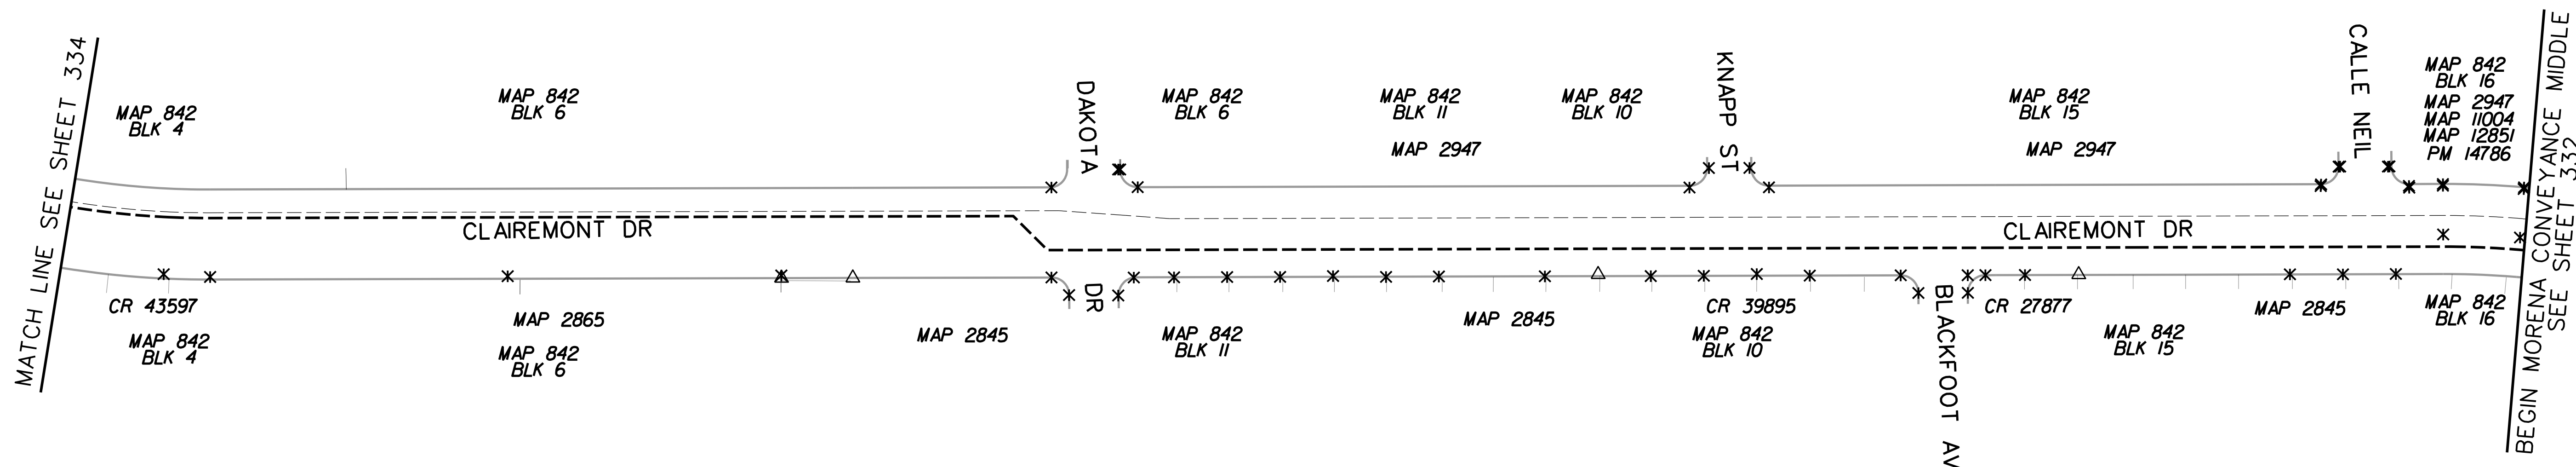 MATCH LINE SEE SHEET 334
MAP 842
BLK 4
MAP 842
BLK 6
DAKOTA
MAP 842
BLK 6
MAP 842
BLK 11
MAP 842
BLK 10
MAP 2947
KNAPP ST
MAP 842
BLK 15
MAP 2947
CALLE NEIL
MAP 842
BLK 16
MAP 2947
MAP 11004
MAP 12851
PM 14786
CLAIREMONT DR
CLAIREMONT DR
CR 43597
MAP 842
BLK 4
MAP 2865
MAP 842
BLK 6
MAP 2845
DR
MAP 842
BLK 11
MAP 2845
CR 39895
MAP 842
BLK 10
BLACKFOOT AV
CR 27877
MAP 842
BLK 15
MAP 2845
MAP 842
BLK 16
BEGIN MORENA CONVEYANCE MIDDLE
SEE SHEET 332